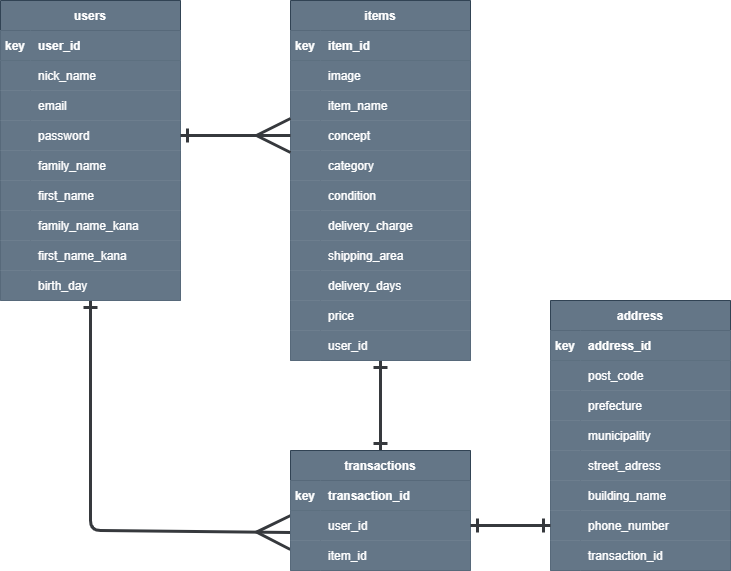 users
key user_id
nick_name
email
password
family_name
first_name
family_name_kana
first_name_kana
birth_day
items
key item_id
image
item_name
concept
category
condition
delivery_charge
shipping_area
delivery_days
price
user_id
transactions
key transaction_id
user_id
item_id
address
key address_id
post_code
prefecture
municipality
street_adress
building_name
phone_number
transaction_id